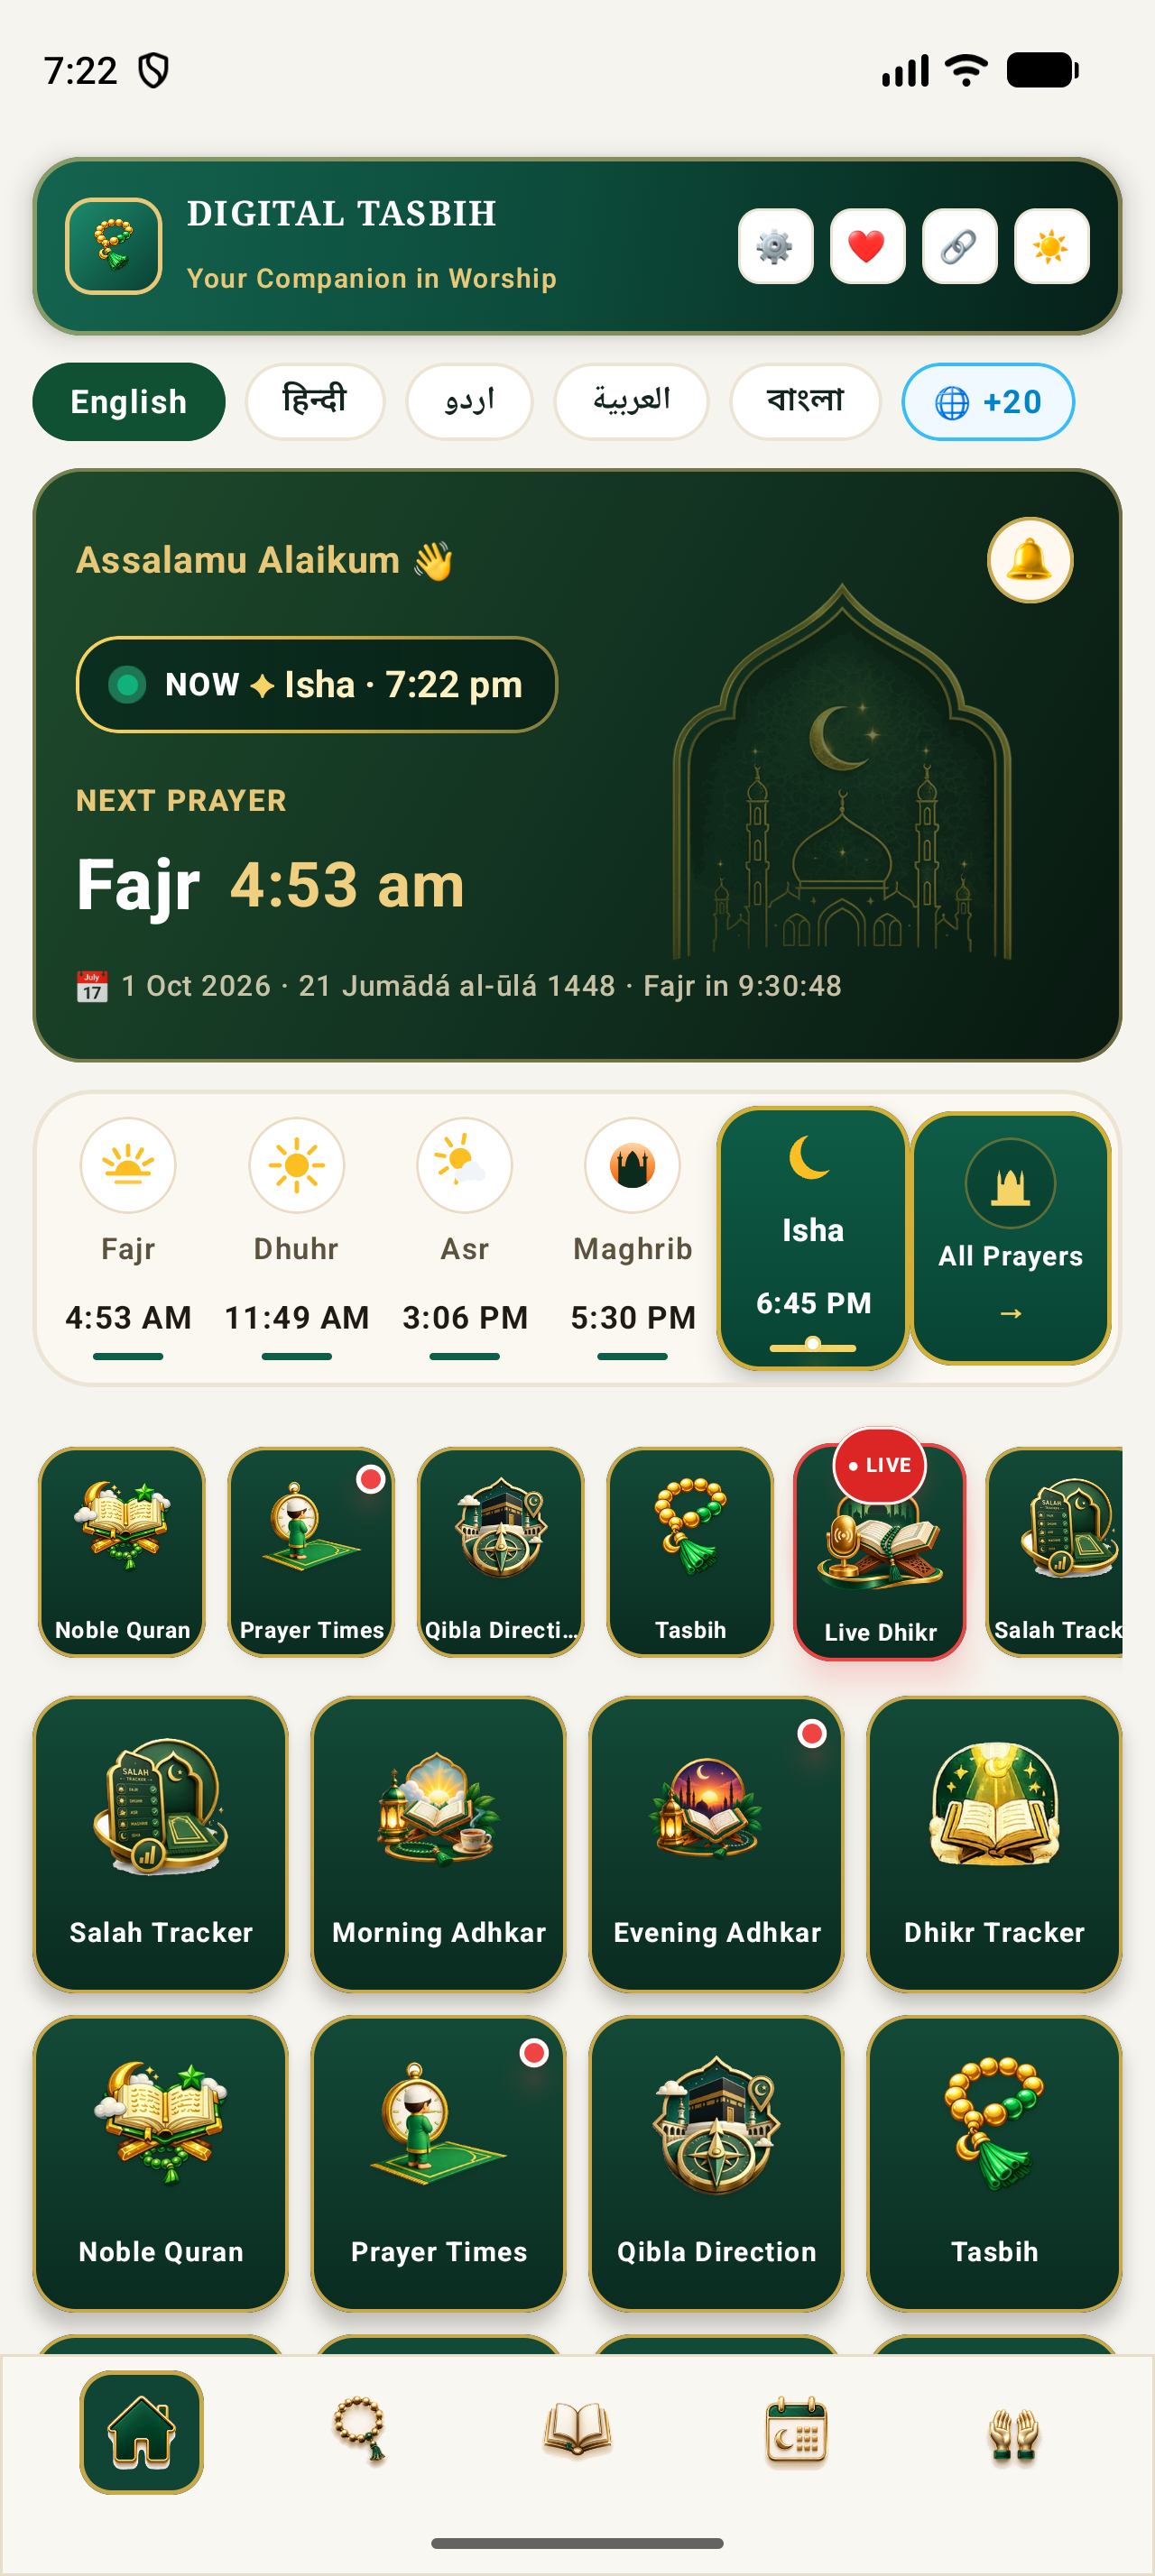 7:22
DIGITAL TASBIH
Your Companion in Worship
English हिन्दी اردو العربية বাংলা +20
Assalamu Alaikum 👋
NOW ✦ Isha · 7:22 pm
NEXT PRAYER
Fajr 4:53 am
1 Oct 2026 · 21 Jumādá al-ūlá 1448 · Fajr in 9:30:48
Fajr Dhuhr Asr Maghrib Isha All Prayers
4:53 AM 11:49 AM 3:06 PM 5:30 PM 6:45 PM →
• LIVE
Noble Quran Prayer Times Qibla Directi... Tasbih Live Dhikr Salah Track
SALAH
TRACKER
Salah Tracker Morning Adhkar Evening Adhkar Dhikr Tracker
Noble Quran Prayer Times Qibla Direction Tasbih